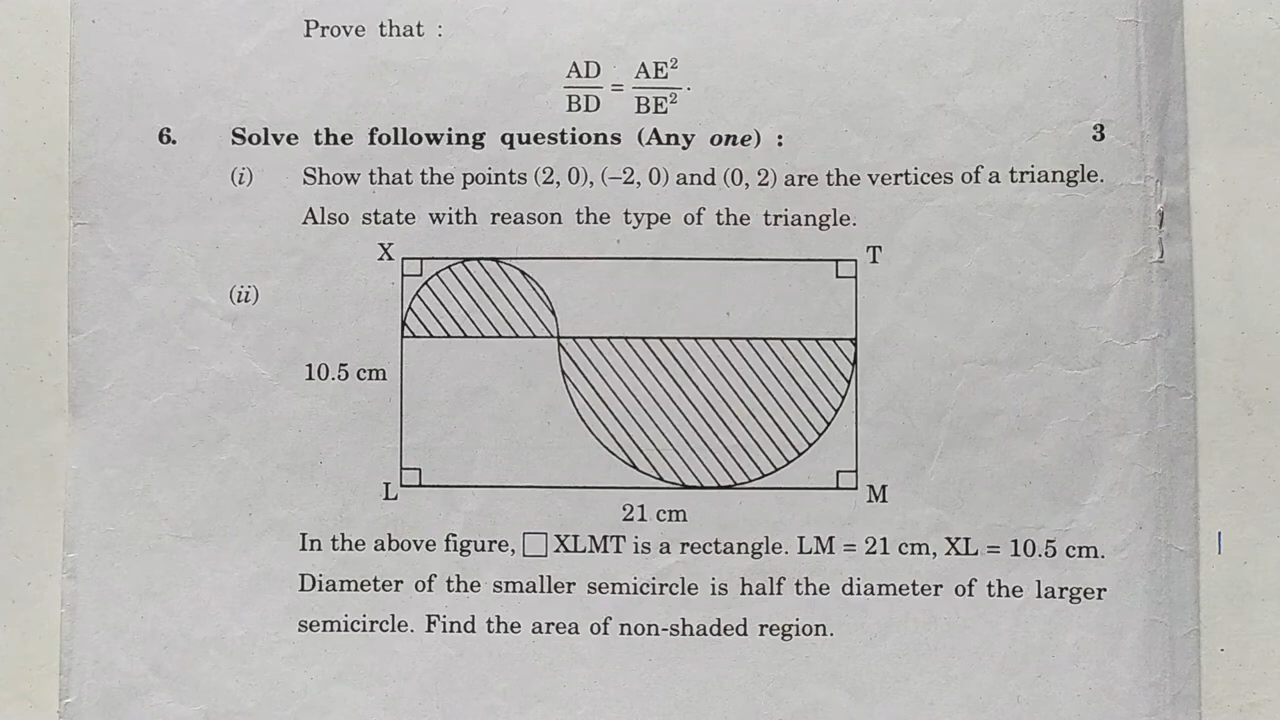 Prove that :
AD/BD = AE²/BE².
6. Solve the following questions (Any one) : 3
(i) Show that the points (2, 0), (–2, 0) and (0, 2) are the vertices of a triangle.
Also state with reason the type of the triangle.
X T
(ii)
10.5 cm
L M
21 cm
In the above figure, □ XLMT is a rectangle. LM = 21 cm, XL = 10.5 cm.
Diameter of the smaller semicircle is half the diameter of the larger
semicircle. Find the area of non-shaded region.